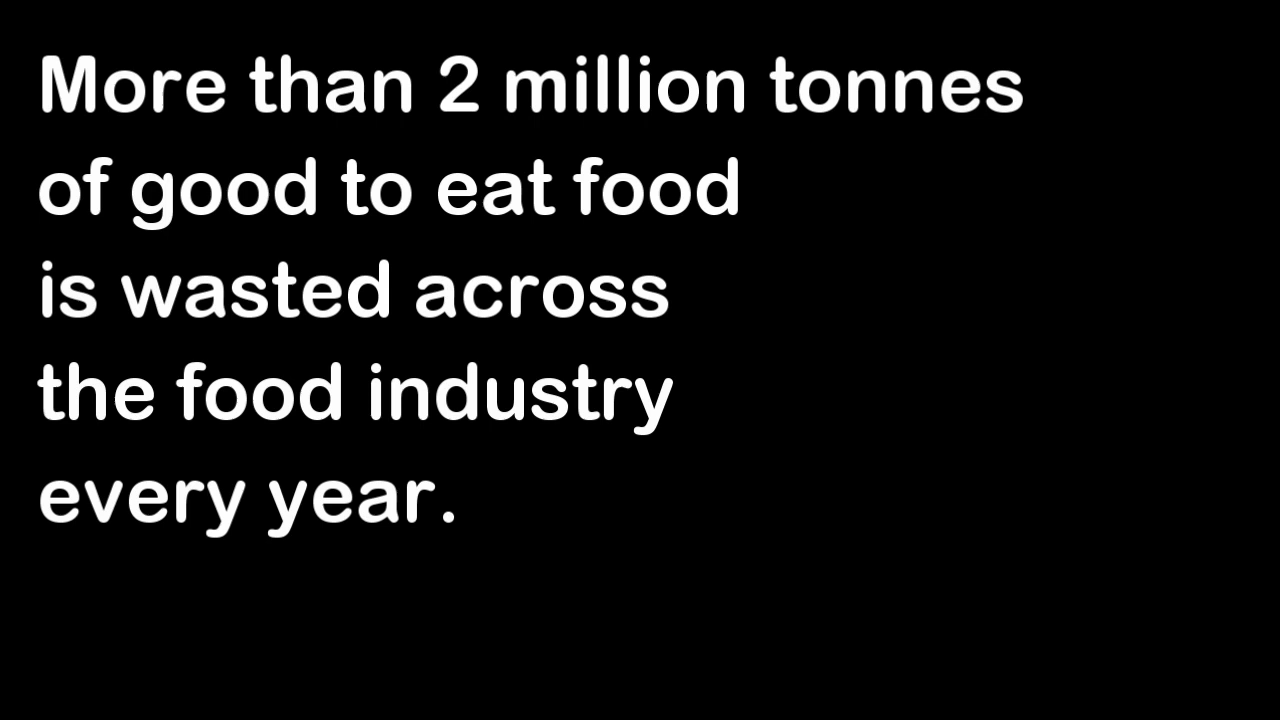 More than 2 million tonnes
of good to eat food
is wasted across
the food industry
every year.